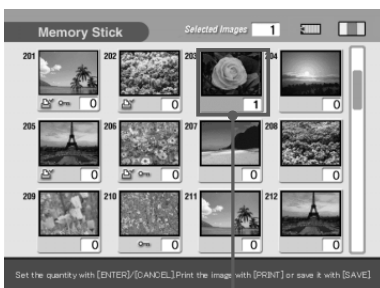 Memory Stick Selected Images 1
201 202 203 204
0 0 1 0
205 206 207 208
0 0 0 0
209 210 211 212
0 0 0 0
Set the quantity with [ENTER]/[CANCEL].Print the image with [PRINT] or save it with [SAVE]